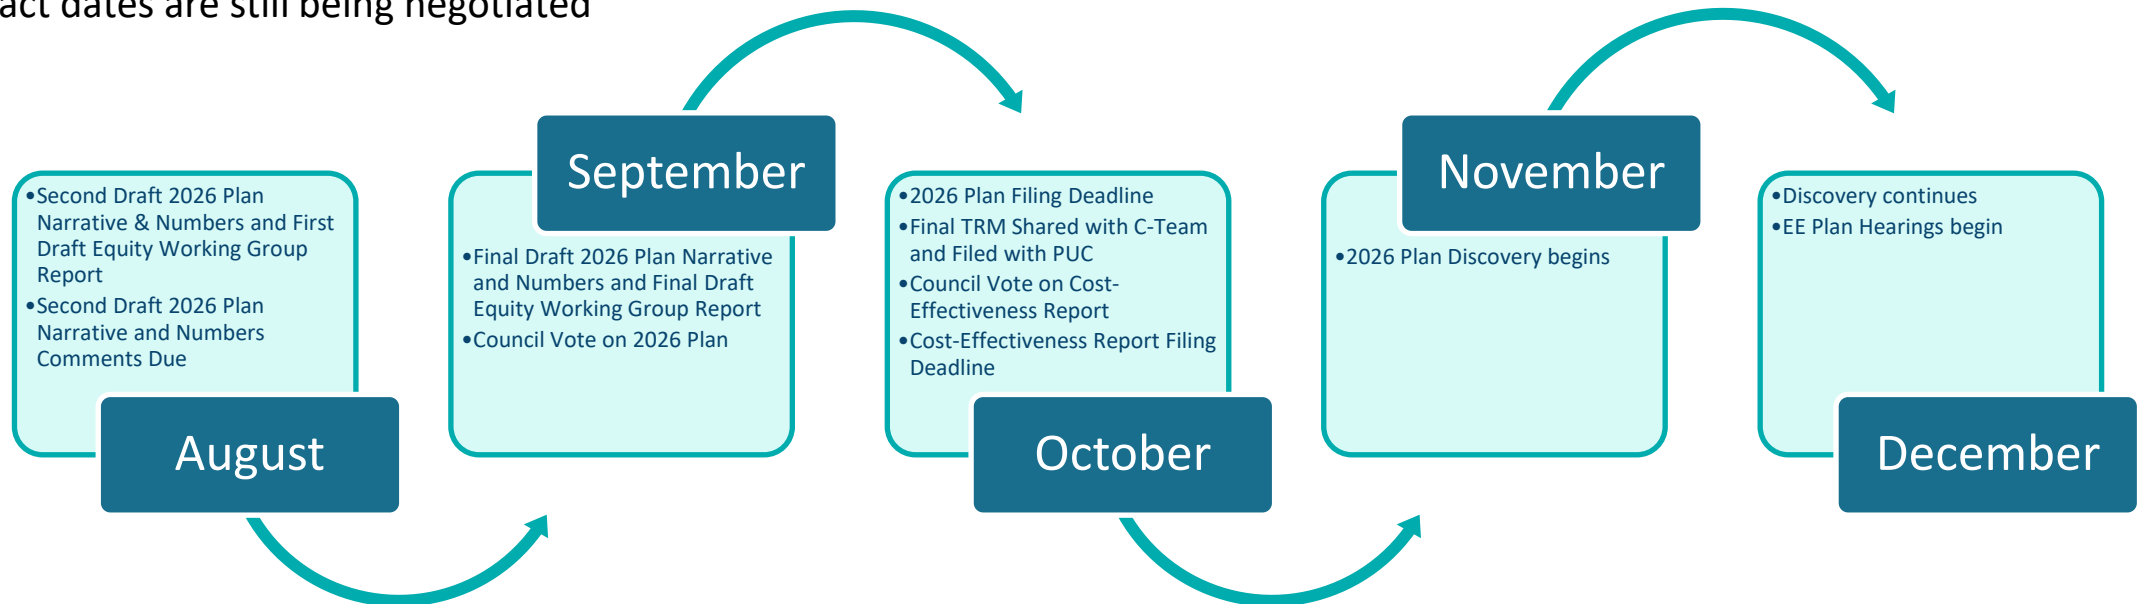 act dates are still being negotiated
•Second Draft 2026 Plan
Narrative & Numbers and First
Draft Equity Working Group
Report
•Second Draft 2026 Plan
Narrative and Numbers
Comments Due
August
September
•Final Draft 2026 Plan Narrative
and Numbers and Final Draft
Equity Working Group Report
•Council Vote on 2026 Plan
•2026 Plan Filing Deadline
•Final TRM Shared with C-Team
and Filed with PUC
•Council Vote on Cost-
Effectiveness Report
•Cost-Effectiveness Report Filing
Deadline
October
November
•2026 Plan Discovery begins
•Discovery continues
•EE Plan Hearings begin
December